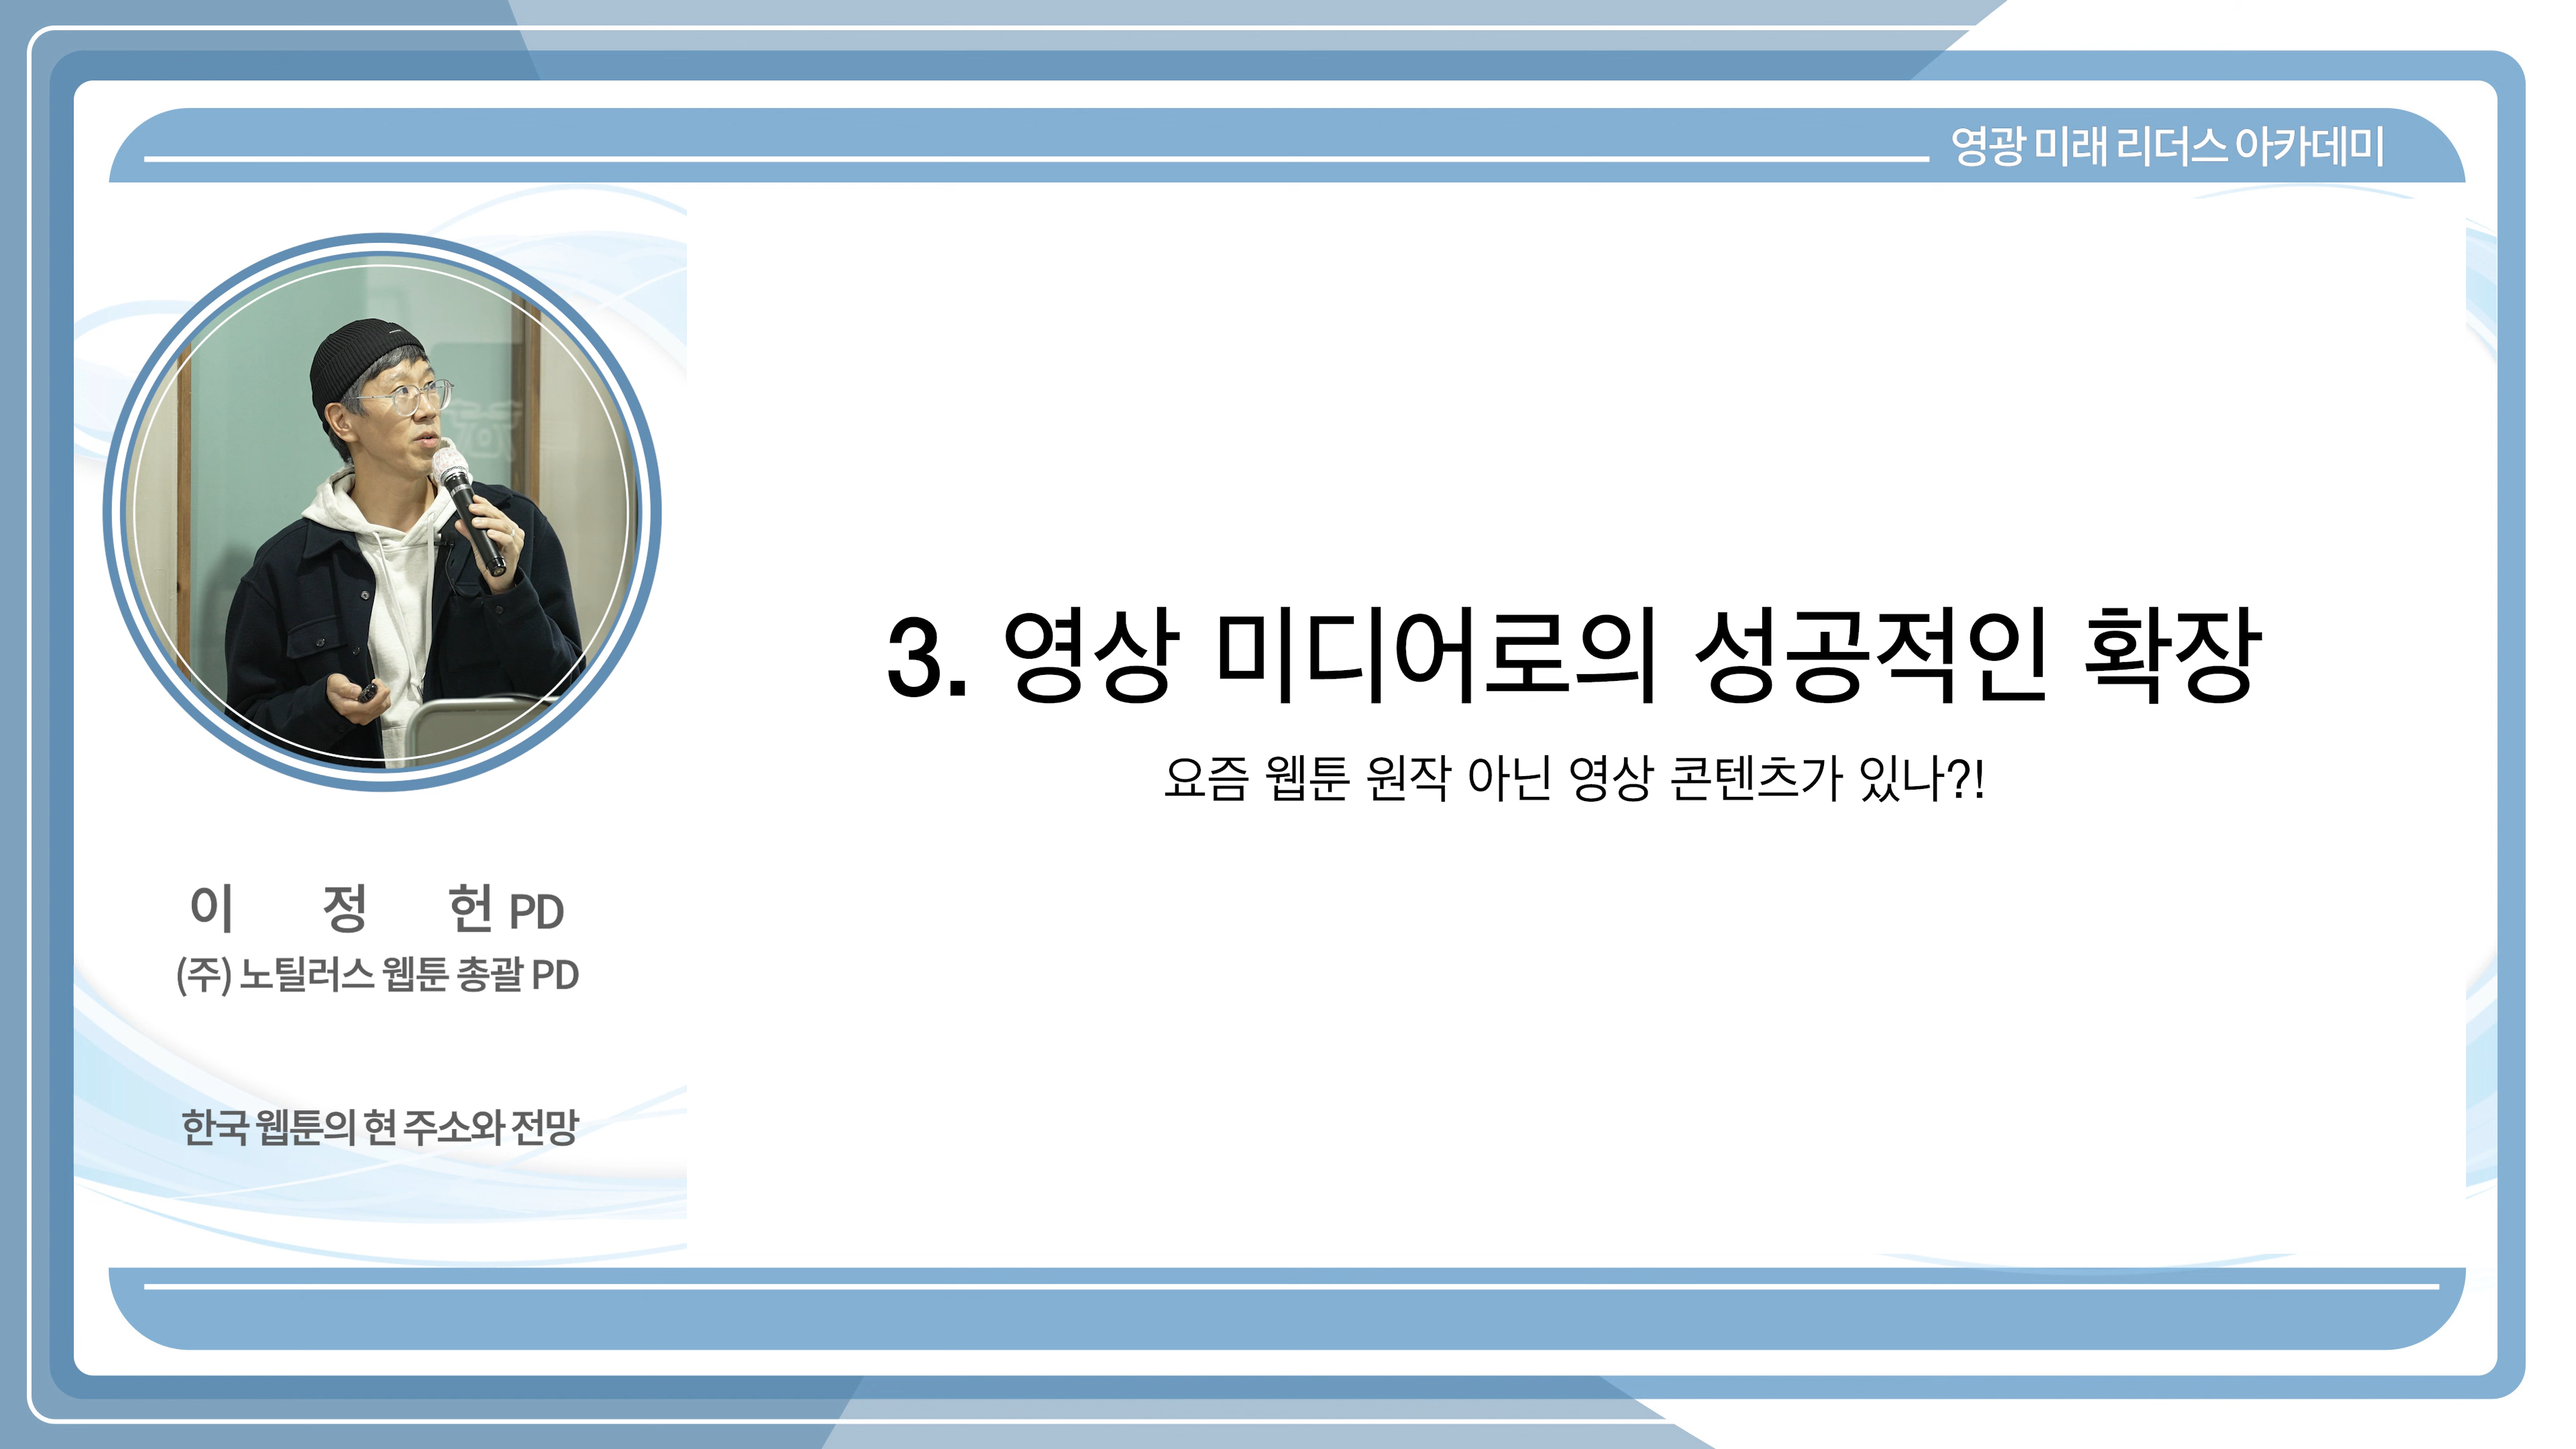 영광 미래 리더스 아카데미
3. 영상 미디어로의 성공적인 확장
요즘 웹툰 원작 아닌 영상 콘텐츠가 있나?!
이 정 헌 PD
(주) 노틸러스 웹툰 총괄 PD
한국 웹툰의 현 주소와 전망